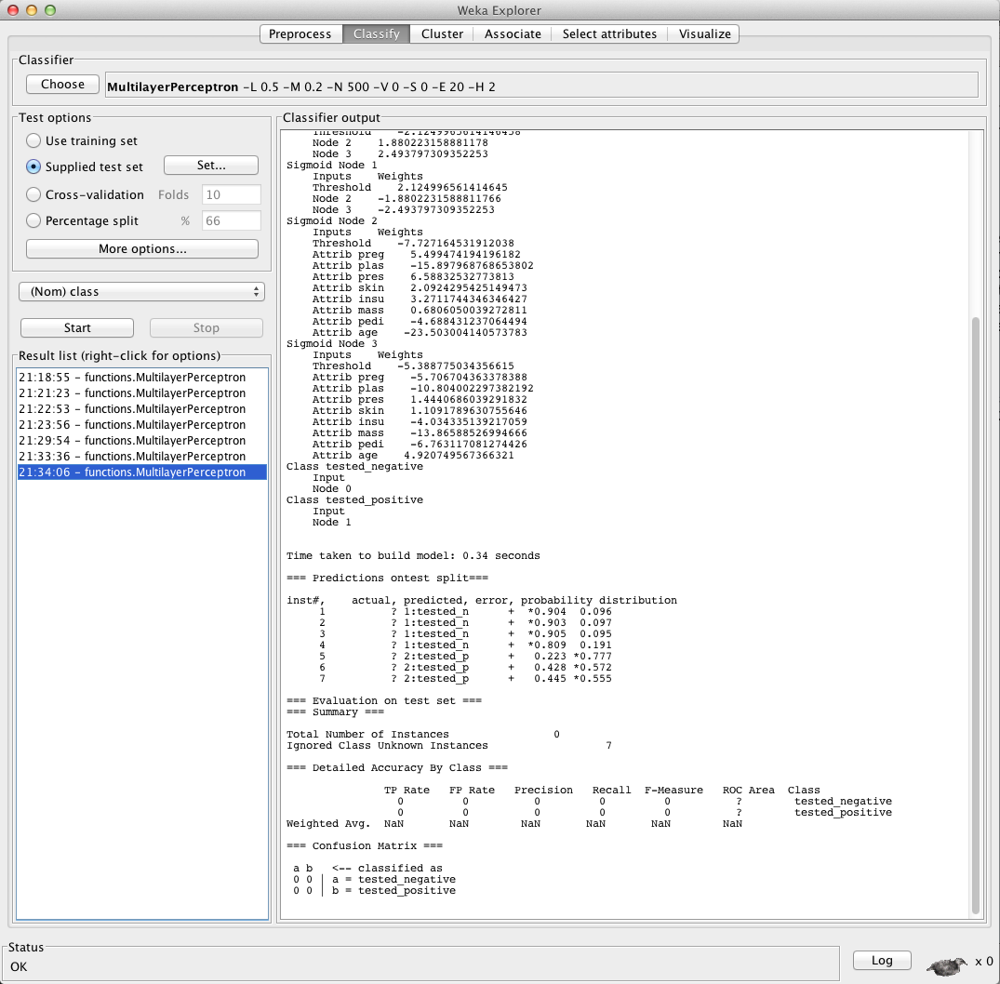 Weka Explorer
Preprocess Classify Cluster Associate Select attributes Visualize
Classifier
Choose
MultilayerPerceptron -L 0.5 -M 0.2 -N 500 -V 0 -S 0 -E 20 -H 2
Test options
Use training set
Supplied test set Set...
Cross-validation Folds 10
Percentage split % 66
More options...
(Nom) class
Start Stop
Result list (right-click for options)
21:18:55 - functions.MultilayerPerceptron
21:21:23 - functions.MultilayerPerceptron
21:22:53 - functions.MultilayerPerceptron
21:23:56 - functions.MultilayerPerceptron
21:29:54 - functions.MultilayerPerceptron
21:33:36 - functions.MultilayerPerceptron
21:34:06 - functions.MultilayerPerceptron
Classifier output
Threshold -2.1249965614146458
Node 2 1.880223158881178
Node 3 2.493797309352253
Sigmoid Node 1
Inputs Weights
Threshold 2.124996561414645
Node 2 -1.8802231588811766
Node 3 -2.493797309352253
Sigmoid Node 2
Inputs Weights
Threshold -7.727164531912038
Attrib preg 5.499474194196182
Attrib plas -15.897968768653802
Attrib pres 6.58832532773813
Attrib skin 2.0924295425149473
Attrib insu 3.2711744346346427
Attrib mass 0.6806050039272811
Attrib pedi -4.688431237064494
Attrib age -23.503004140573783
Sigmoid Node 3
Inputs Weights
Threshold -5.388775034356615
Attrib preg -5.706704363378388
Attrib plas -10.804002297382192
Attrib pres 1.4440686039291832
Attrib skin 1.1091789630755646
Attrib insu -4.034335139217059
Attrib mass -13.86588526994666
Attrib pedi -6.763117081274426
Attrib age 4.920749567366321
Class tested_negative
Input
Node 0
Class tested_positive
Input
Node 1
Time taken to build model: 0.34 seconds
=== Predictions ontest split===
inst#, actual, predicted, error, probability distribution
1 ? 1:tested_n + *0.904 0.096
2 ? 1:tested_n + *0.903 0.097
3 ? 1:tested_n + *0.905 0.095
4 ? 1:tested_n + *0.809 0.191
5 ? 2:tested_p + 0.223 *0.777
6 ? 2:tested_p + 0.428 *0.572
7 ? 2:tested_p + 0.445 *0.555
=== Evaluation on test set ===
=== Summary ===
Total Number of Instances 0
Ignored Class Unknown Instances 7
=== Detailed Accuracy By Class ===
TP Rate FP Rate Precision Recall F-Measure ROC Area Class
0 0 0 0 0 ? tested_negative
0 0 0 0 0 ? tested_positive
Weighted Avg. NaN NaN NaN NaN NaN NaN
=== Confusion Matrix ===
a b <-- classified as
0 0 | a = tested_negative
0 0 | b = tested_positive
Status
OK
Log
x 0